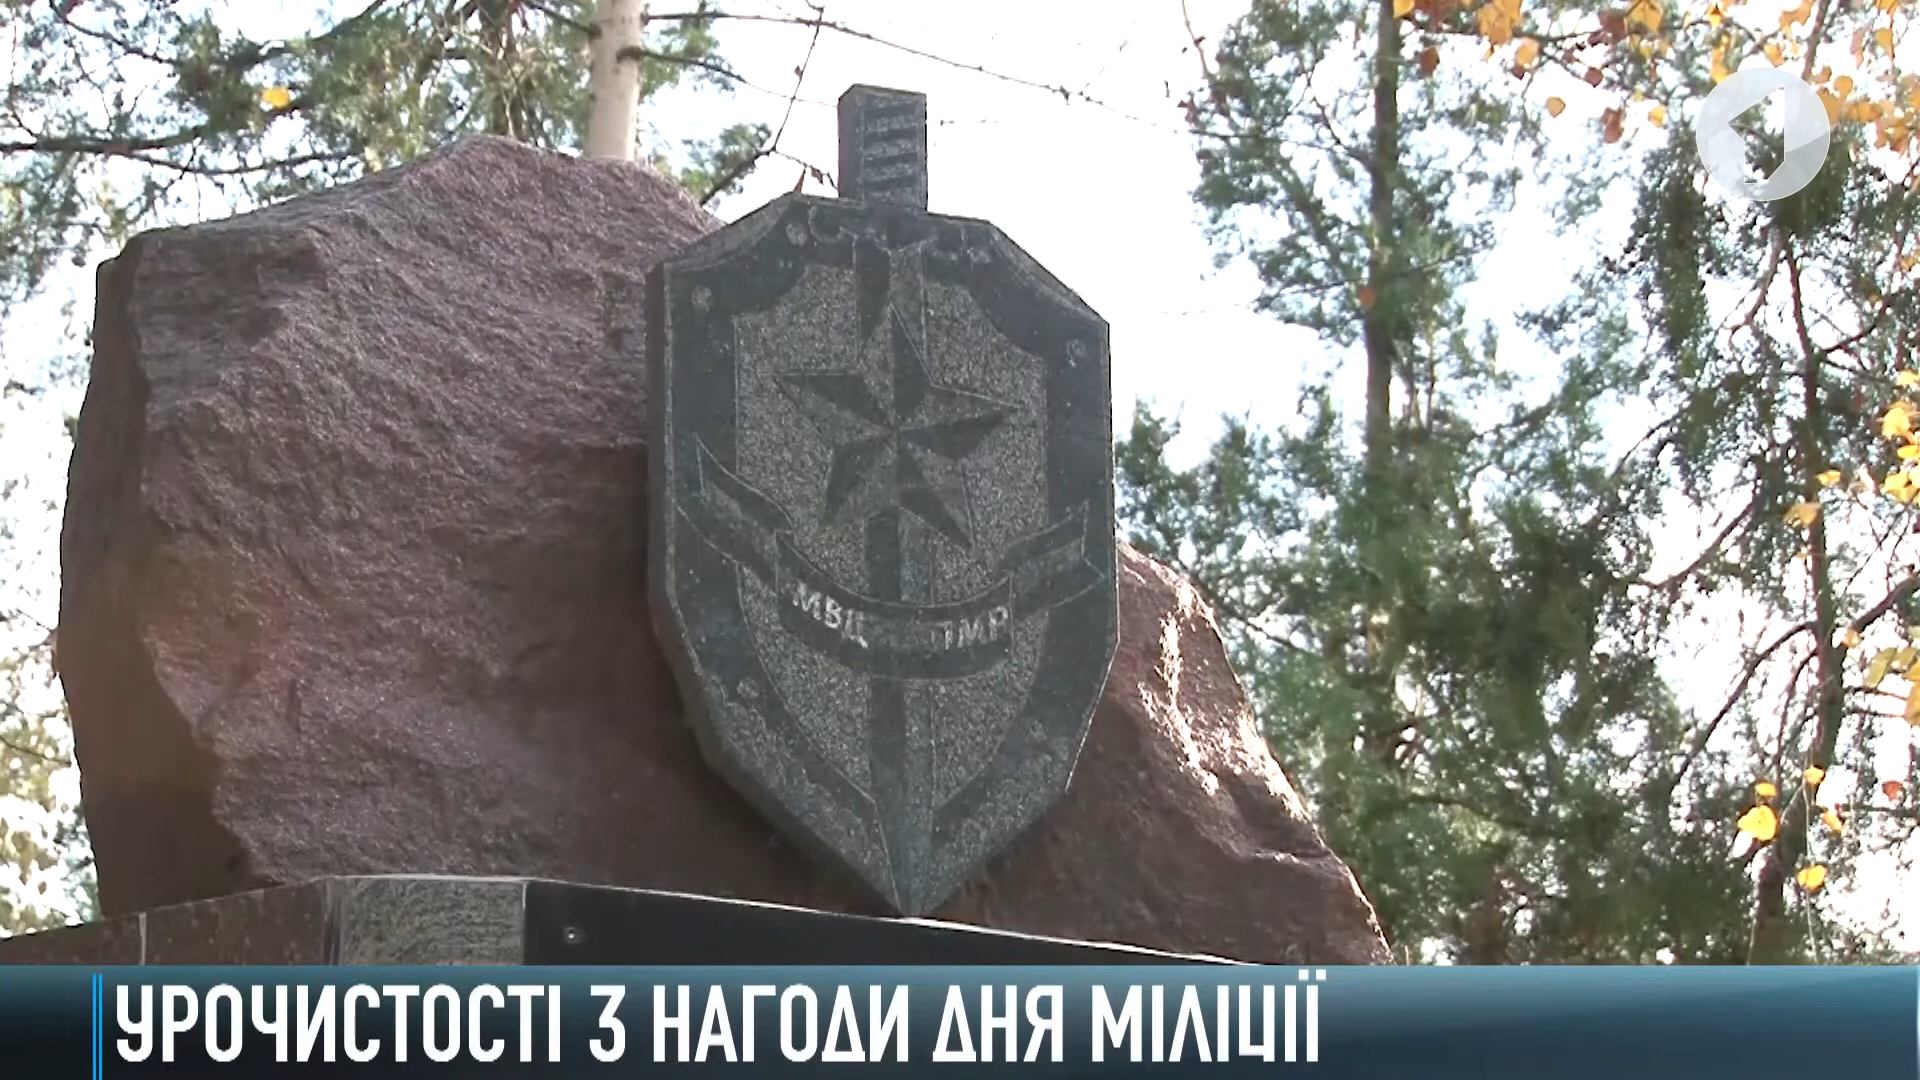 МВД ПМР
УРОЧИСТОСТІ З НАГОДИ ДНЯ МІЛІЦІЇ